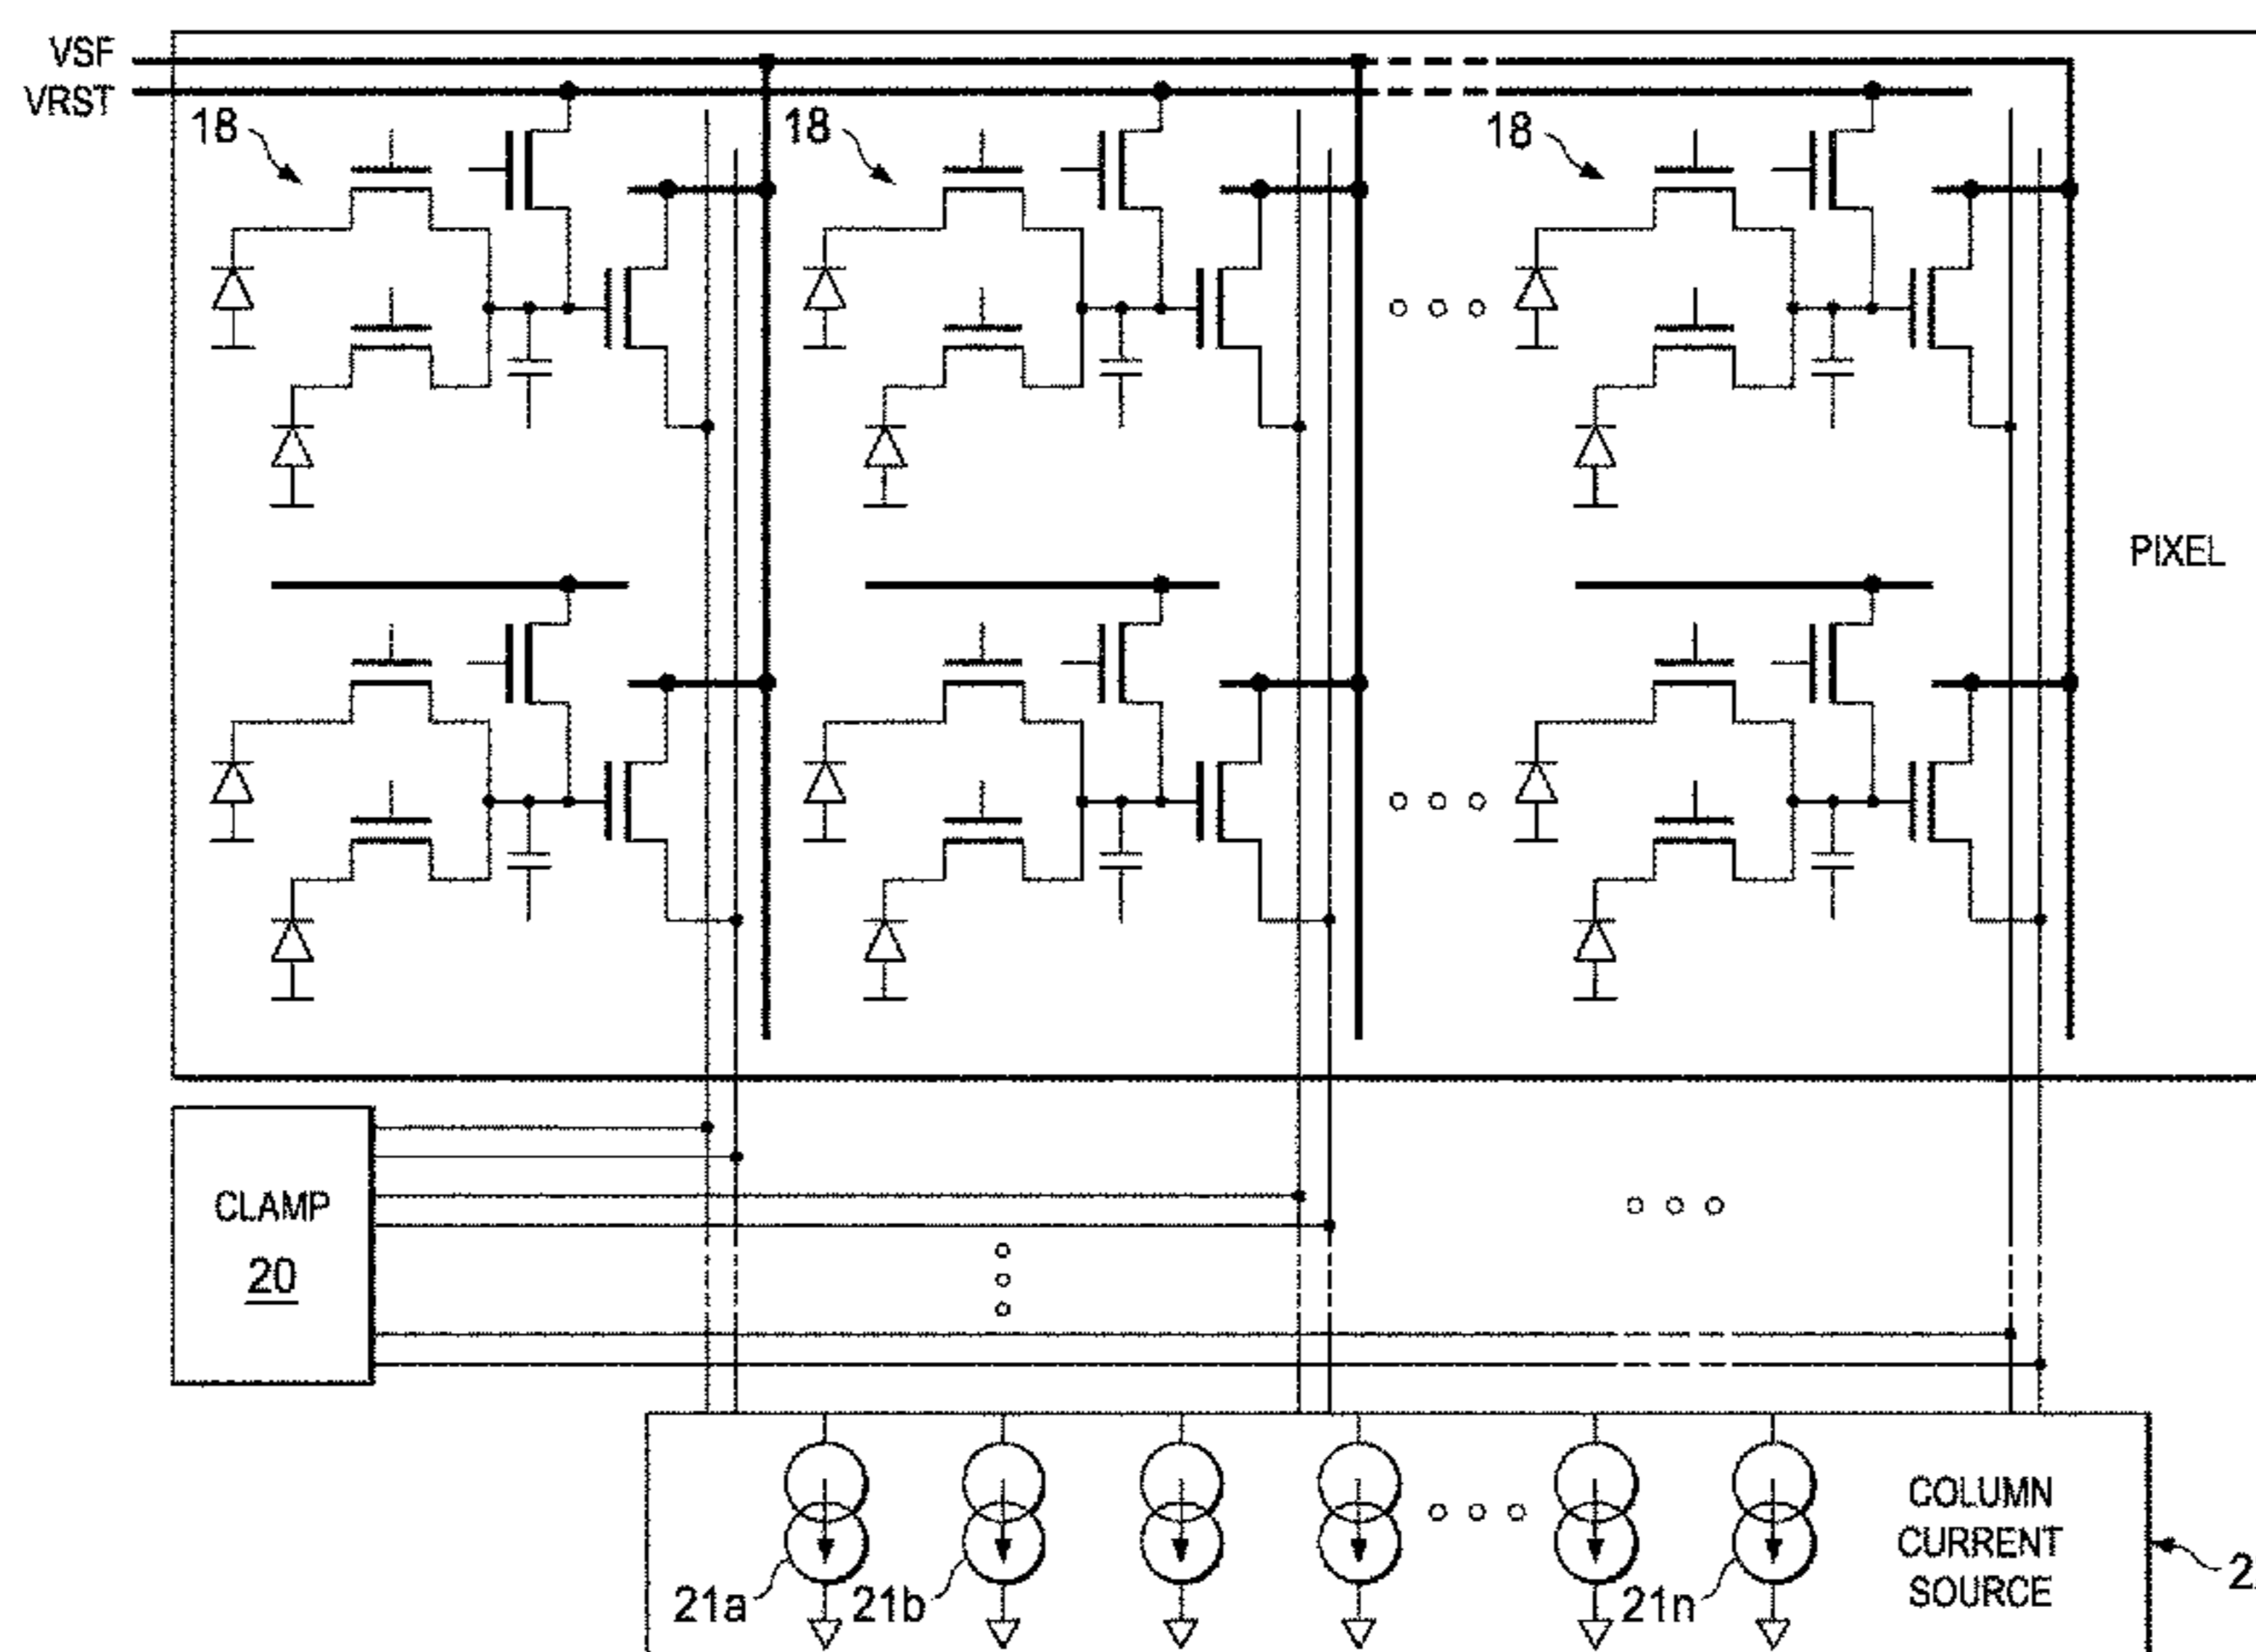 VSF
VRST
18
18
18
PIXEL
CLAMP
20
COLUMN
CURRENT
SOURCE
21a
21b
21n